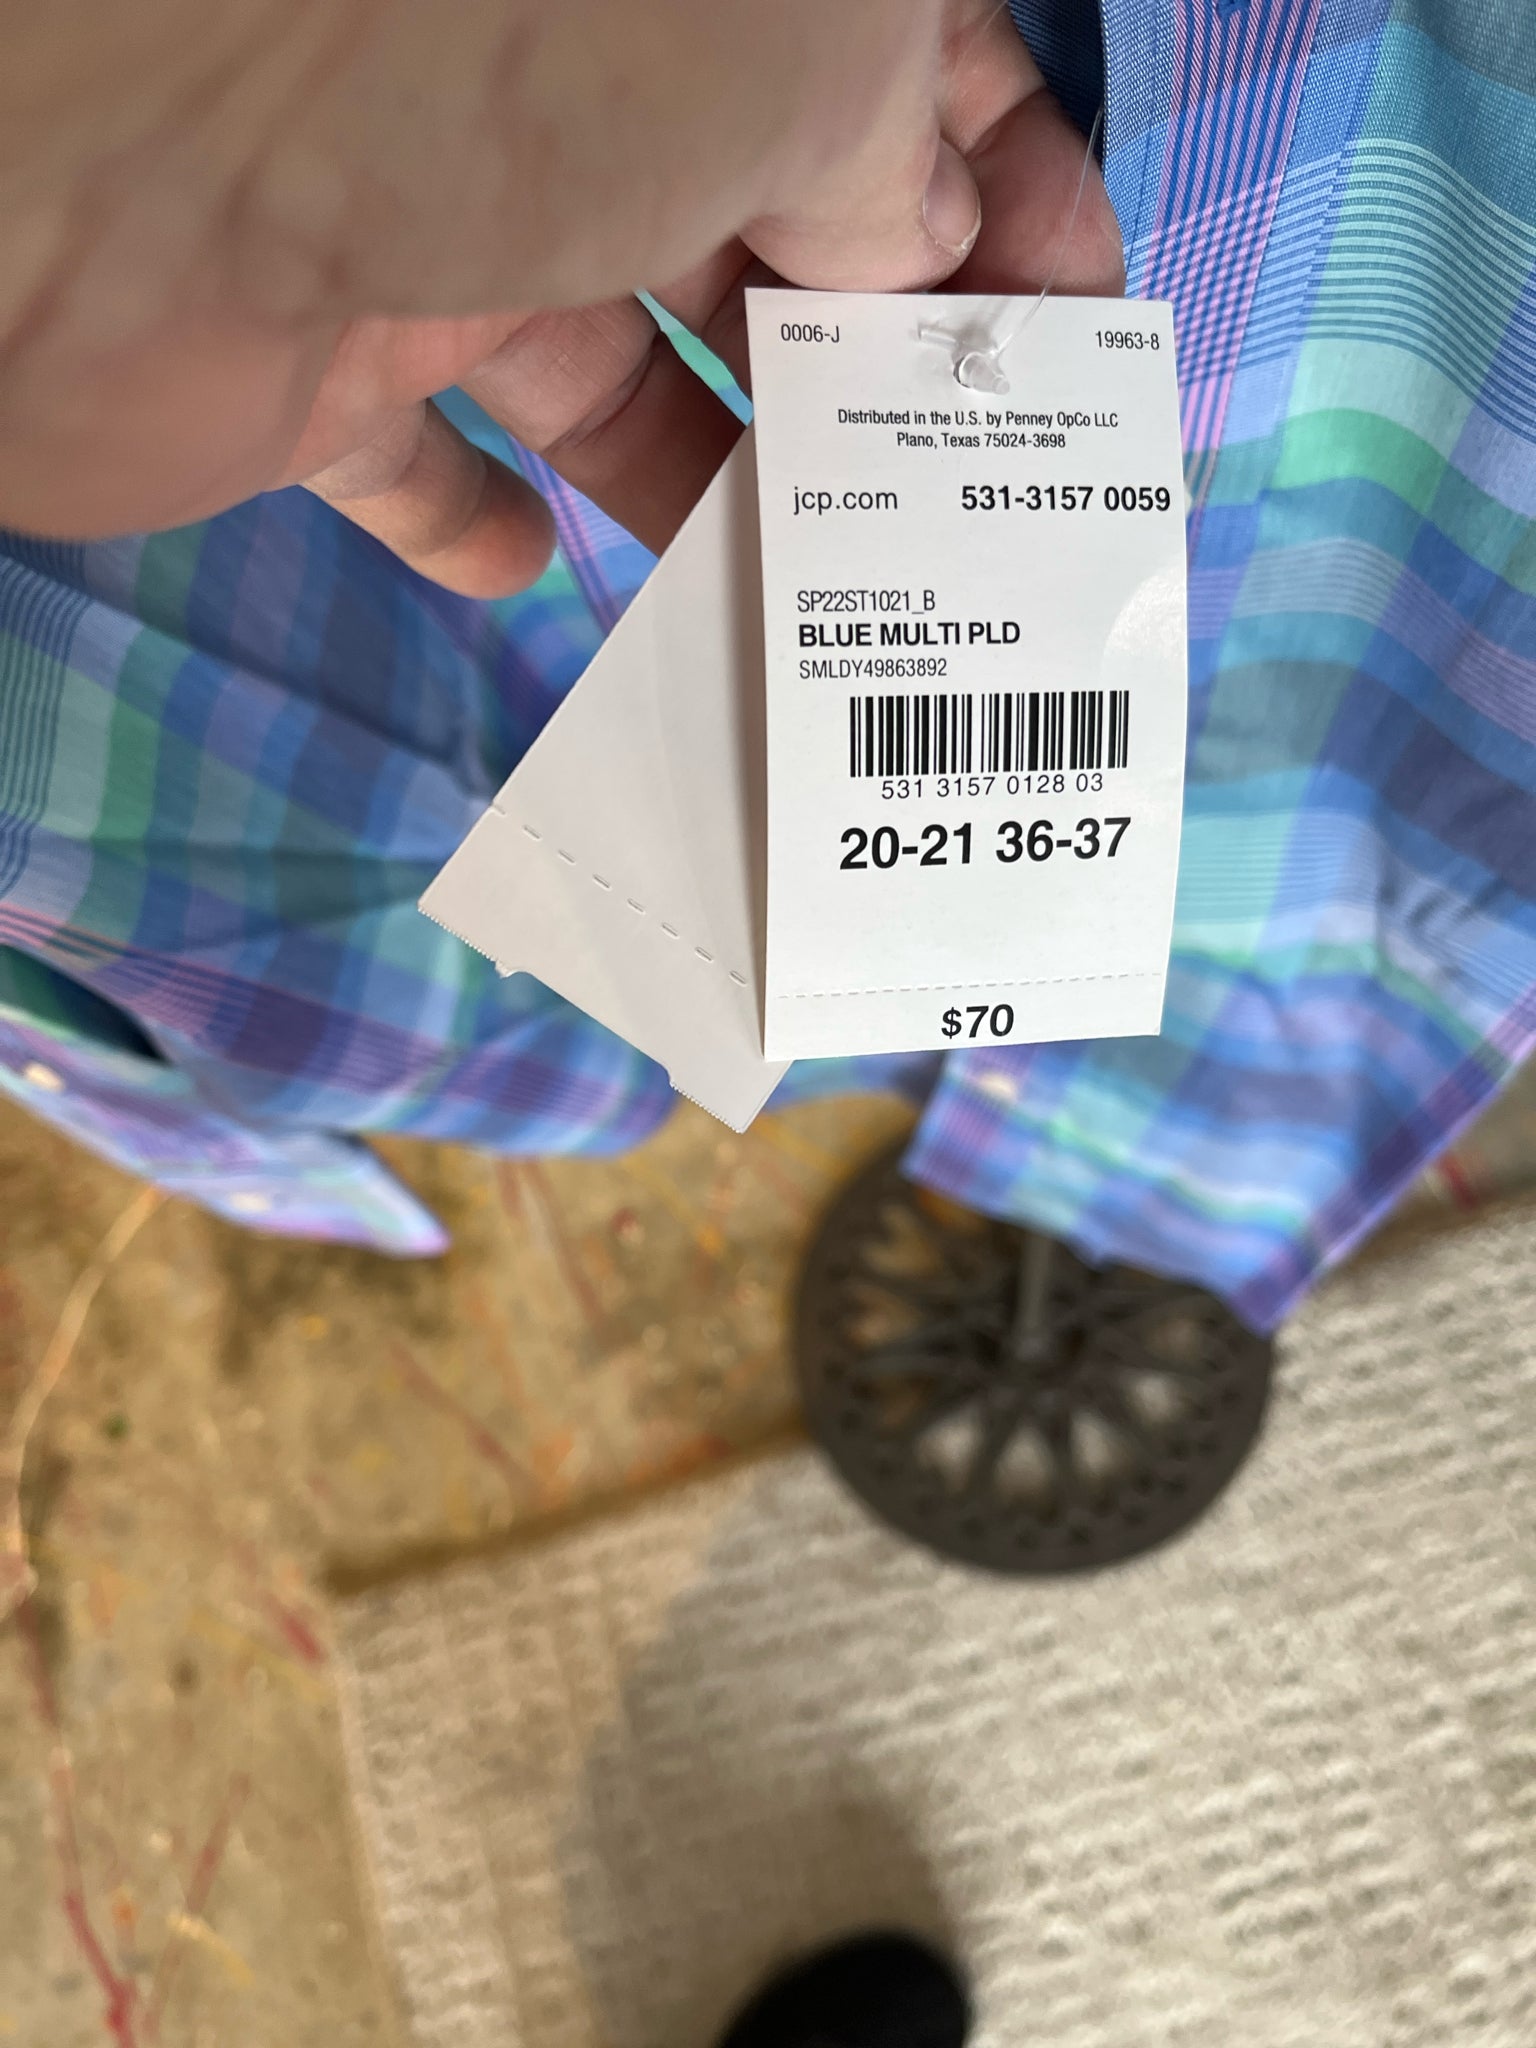 0006-J 19963-8
Distributed in the U.S. by Penney OpCo LLC
Plano, Texas 75024-3698
jcp.com 531-3157 0059
SP22ST1021_B
BLUE MULTI PLD
SMLDY49863892
531 3157 0128 03
20-21 36-37
$70